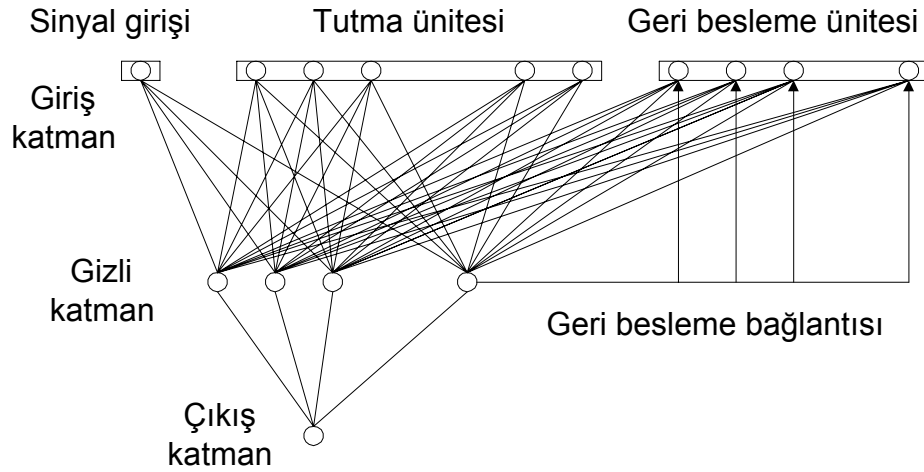 Sinyal girişi
Tutma ünitesi
Geri besleme ünitesi
Giriş
katman
Gizli
katman
Geri besleme bağlantısı
Çıkış
katman